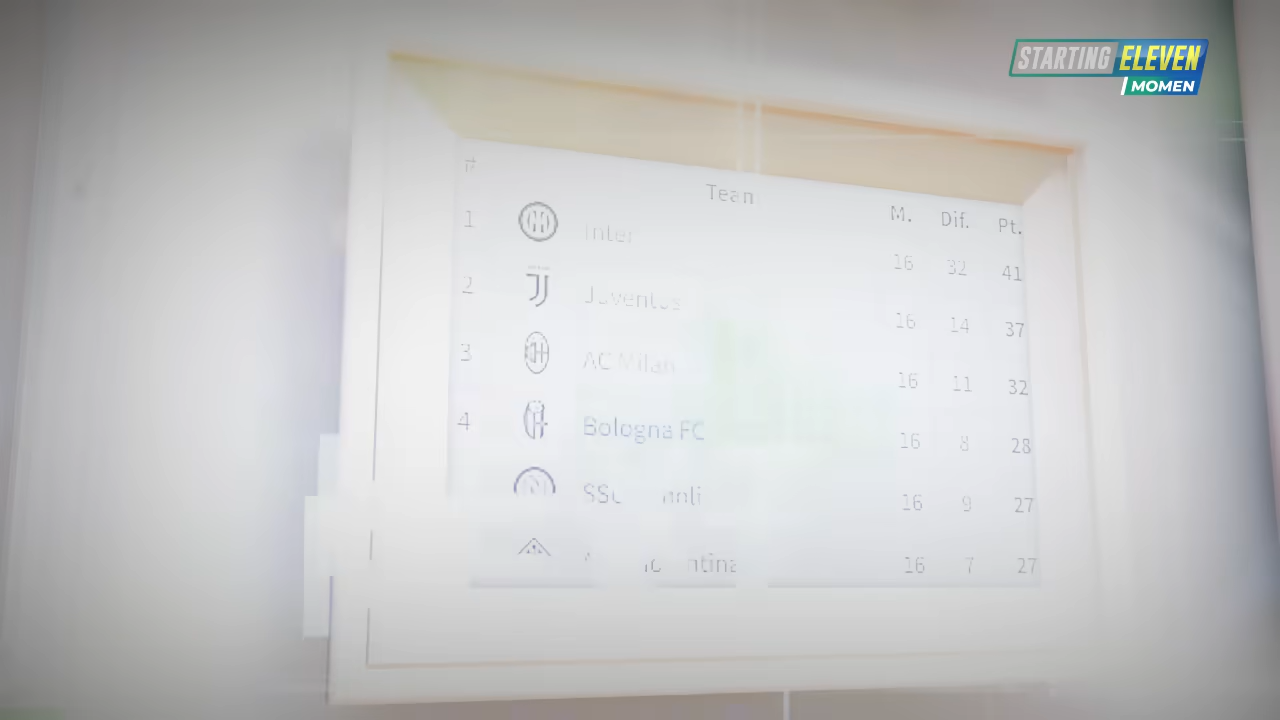 STARTING ELEVEN
MOMEN
# Team M. Dif. Pt.
1 Inter 16 32 41
2 Juventus 16 14 37
3 AC Milan 16 11 32
4 Bologna FC 16 8 28
16 9 27
16 7 27